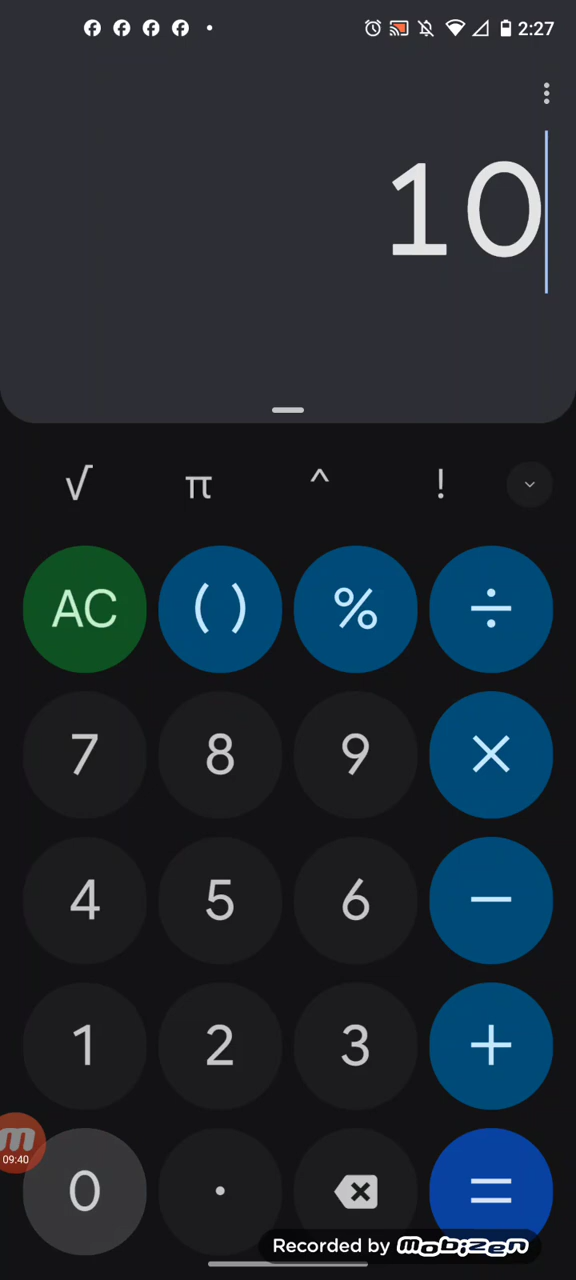 2:27
10
√ π ^ !
AC ( ) % ÷
7 8 9 ×
4 5 6 −
1 2 3 +
09:40
0 . =
Recorded by mobizen